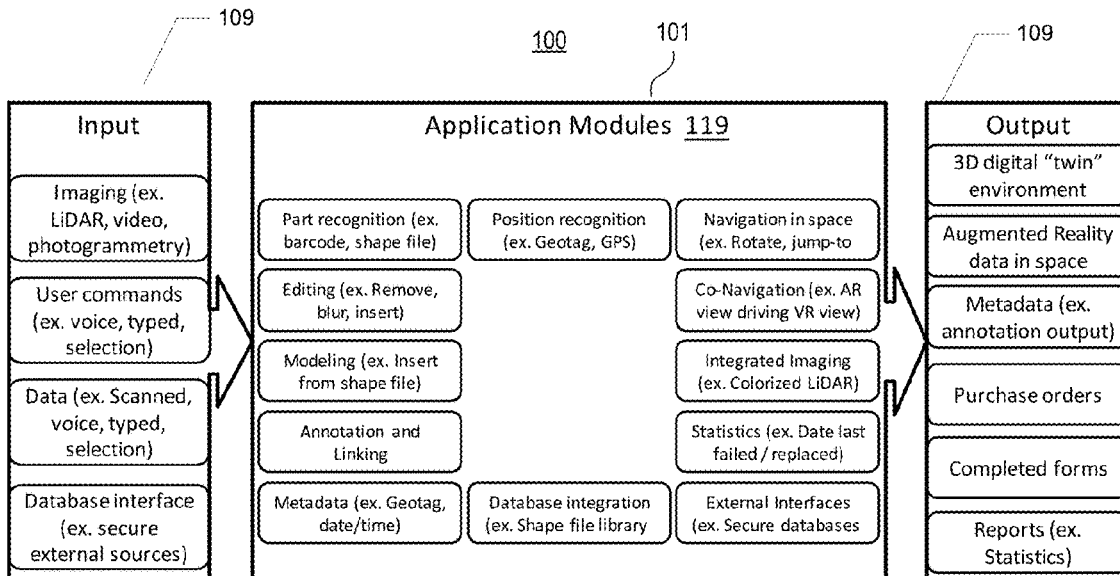 109
100
101
109
Input
Imaging (ex.
LiDAR, video,
photogrammetry)
User commands
(ex. voice, typed,
selection)
Data (ex. Scanned,
voice, typed,
selection)
Database interface
(ex. secure
external sources)
Application Modules 119
Part recognition (ex.
barcode, shape file)
Position recognition
(ex. Geotag, GPS)
Navigation in space
(ex. Rotate, jump-to
Editing (ex. Remove,
blur, insert)
Co-Navigation (ex. AR
view driving VR view)
Modeling (ex. Insert
from shape file)
Integrated Imaging
(ex. Colorized LiDAR)
Annotation and
Linking
Statistics (ex. Date last
failed / replaced)
Metadata (ex. Geotag,
date/time)
Database integration
(ex. Shape file library
External Interfaces
(ex. Secure databases
Output
3D digital “twin”
environment
Augmented Reality
data in space
Metadata (ex.
annotation output)
Purchase orders
Completed forms
Reports (ex.
Statistics)